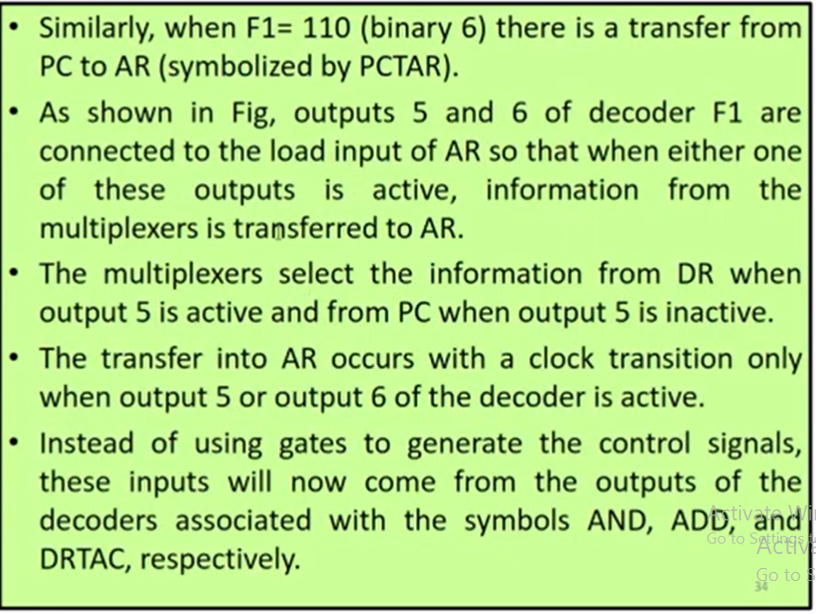 • Similarly, when F1= 110 (binary 6) there is a transfer from
PC to AR (symbolized by PCTAR).
• As shown in Fig, outputs 5 and 6 of decoder F1 are
connected to the load input of AR so that when either one
of these outputs is active, information from the
multiplexers is transferred to AR.
• The multiplexers select the information from DR when
output 5 is active and from PC when output 5 is inactive.
• The transfer into AR occurs with a clock transition only
when output 5 or output 6 of the decoder is active.
• Instead of using gates to generate the control signals,
these inputs will now come from the outputs of the
decoders associated with the symbols AND, ADD, and
DRTAC, respectively.
Activate Wi
Go to Settings
Activa
Go to S
34